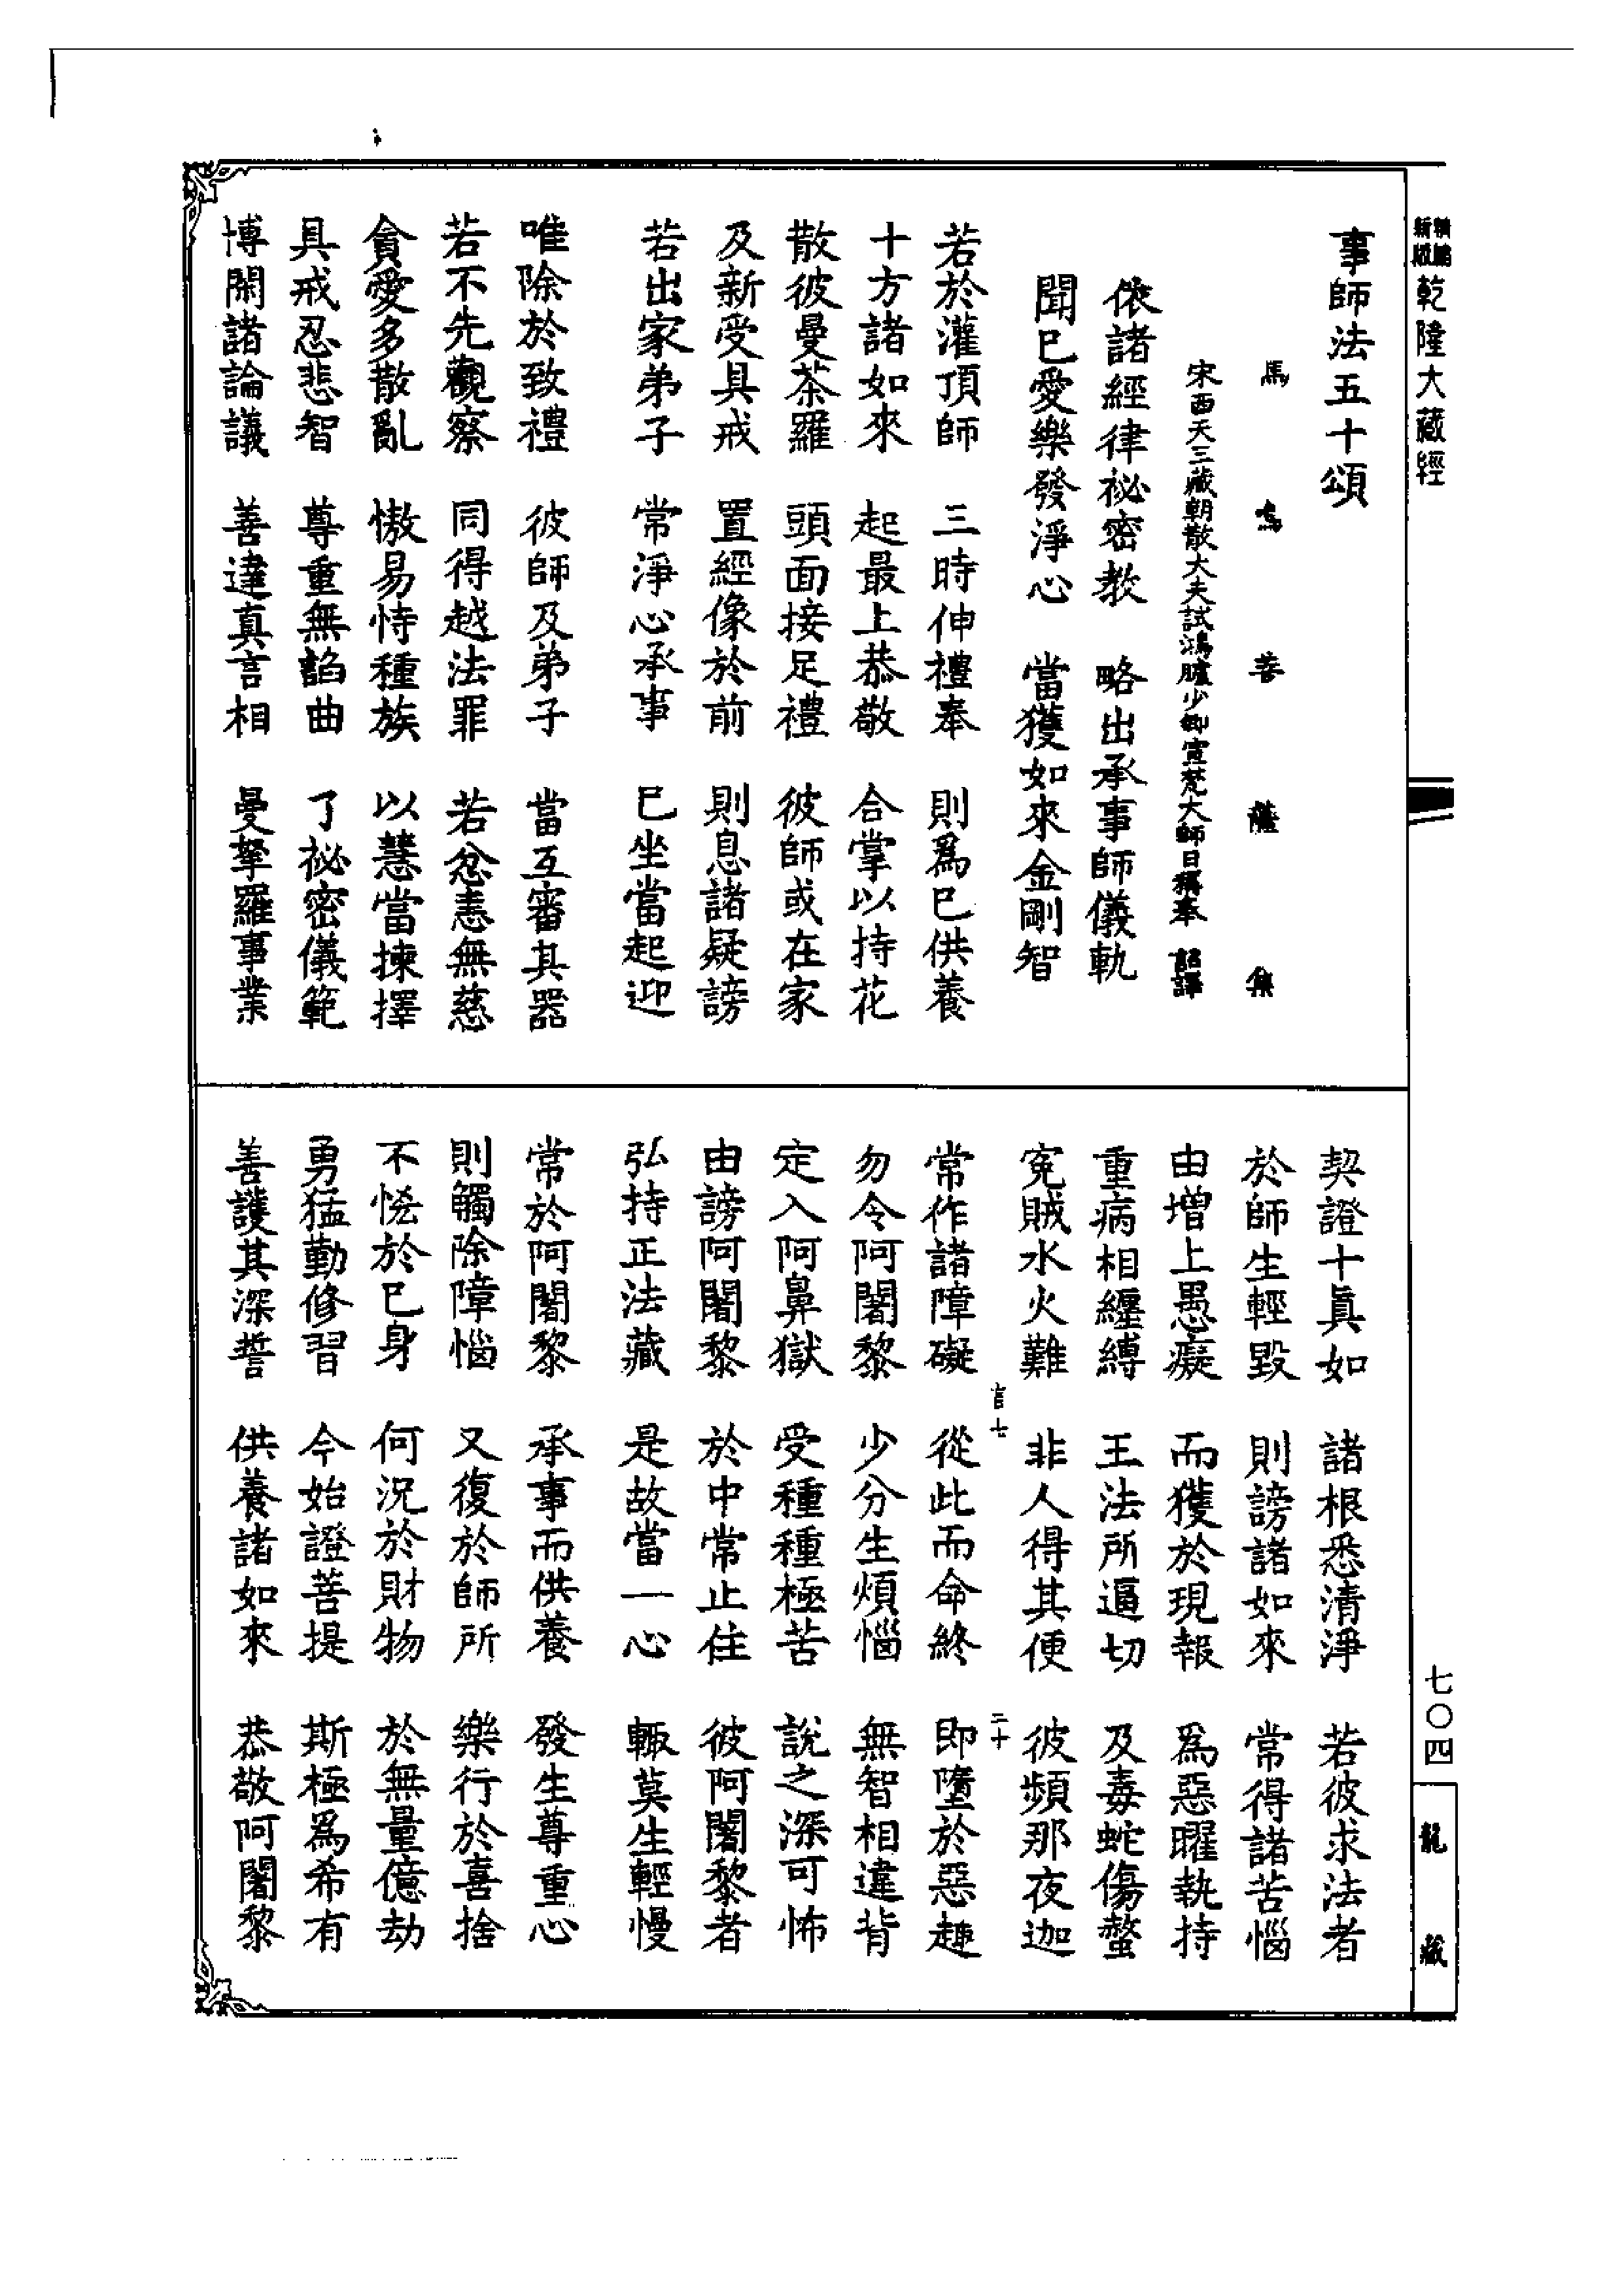 新版精編 乾隆大藏經
事師法五十頌
馬鳴菩薩集
宋西天三藏朝散大夫試鴻臚少卿宣梵大師日稱奉 詔譯
依諸經律祕密教 略出承事師儀軌
聞已愛樂發淨心 當獲如來金剛智
若於灌頂師 三時伸禮奉 則為已供養
十方諸如來 起最上恭敬 合掌以持花
散彼曼茶羅 頭面接足禮 彼師或在家
及新受具戒 置經像於前 則息諸疑謗
若出家弟子 常淨心承事 已坐當起迎
唯除於致禮 彼師及弟子 當互審其器
若不先觀察 同得越法罪 若忿恚無慈
貪愛多散亂 慠易恃種族 以慧當揀擇
具戒忍悲智 尊重無諂曲 了祕密儀範
博閑諸論議 善達真言相 曼拏羅事業
契證十真如 諸根悉清淨 若彼求法者
於師生輕毀 則謗諸如來 常得諸苦惱
由增上愚癡 而獲於現報 為惡曜執持
重病相纏縛 王法所逼切 及毒蛇傷螫
冤賊水火難 非人得其便 彼頻那夜迦
言七 二十
常作諸障礙 從此而命終 即墮於惡趣
勿令阿闍黎 少分生煩惱 無智相違背
定入阿鼻獄 受種種極苦 說之深可怖
由謗阿闍黎 於中常止住 彼阿闍黎者
弘持正法藏 是故當一心 輙莫生輕慢
常於阿闍黎 承事而供養 發生尊重心
則觸除障惱 又復於師所 樂行於喜捨
不悋於已身 何況於財物 於無量億劫
勇猛勤修習 今始證菩提 斯極為希有
善護其深誓 供養諸如來 恭敬阿闍黎
七〇四
龍藏